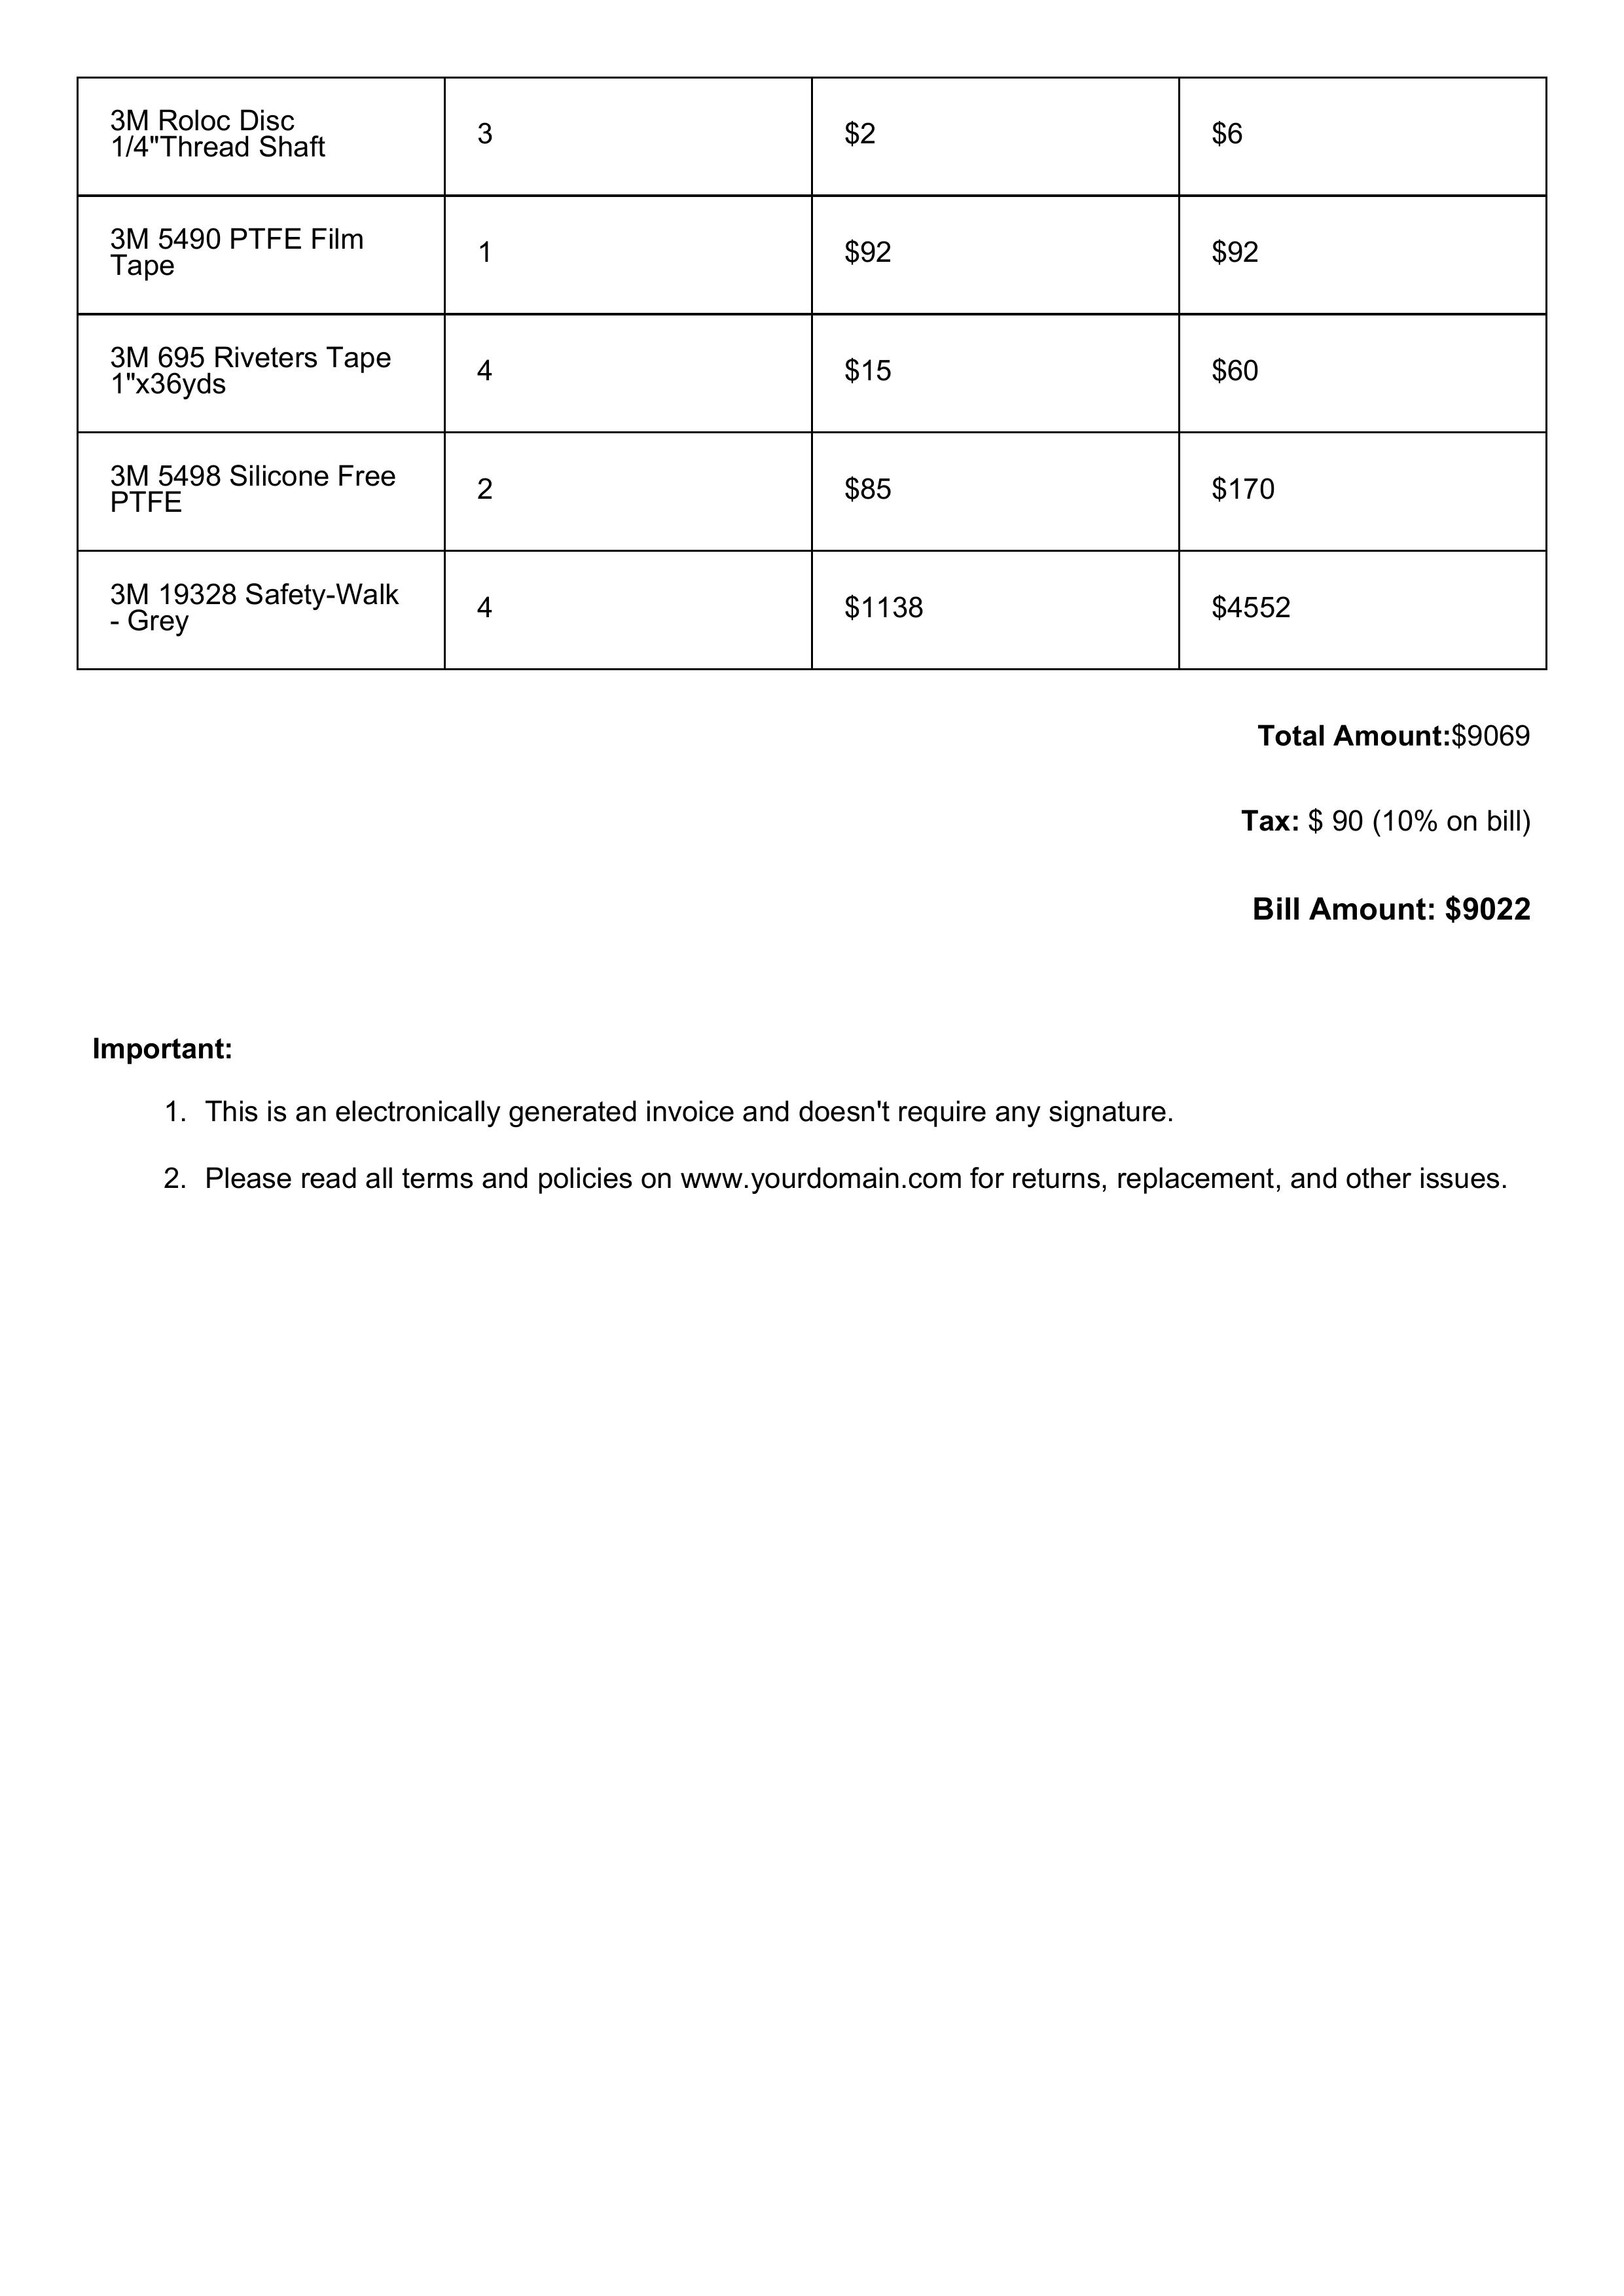 3M Roloc Disc
1/4"Thread Shaft
3
$2
$6
3M 5490 PTFE Film
Tape
1
$92
$92
3M 695 Riveters Tape
1"x36yds
4
$15
$60
3M 5498 Silicone Free
PTFE
2
$85
$170
3M 19328 Safety-Walk
- Grey
4
$1138
$4552
Total Amount:$9069
Tax: $ 90 (10% on bill)
Bill Amount: $9022
Important:
1. This is an electronically generated invoice and doesn't require any signature.
2. Please read all terms and policies on www.yourdomain.com for returns, replacement, and other issues.